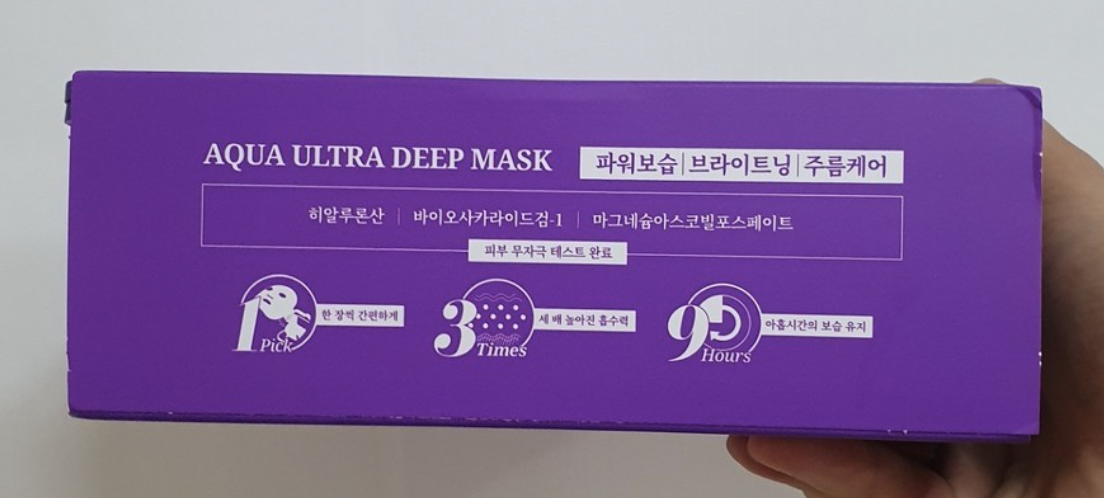 AQUA ULTRA DEEP MASK 파워보습|브라이트닝|주름케어
히알루론산 | 바이오사카라이드검-1 | 마그네슘아스코빌포스페이트
피부 무자극 테스트 완료
1 Pick 한 장씩 간편하게
3 Times 세 배 높아진 흡수력
9 Hours 아홉시간의 보습 유지